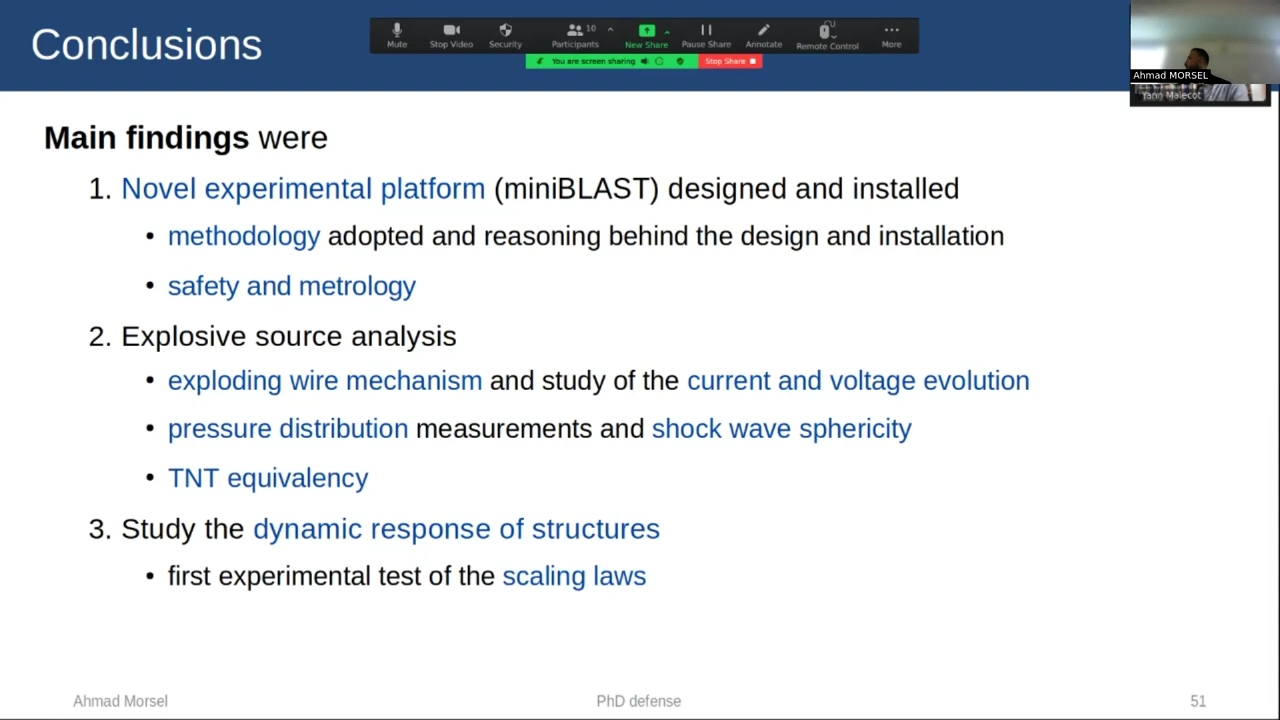 Conclusions
Mute
Stop Video
Security
Participants
10
New Share
Pause Share
Annotate
Remote Control
More
You are screen sharing
Stop Share
Ahmad MORSEL
Yann Malecot
Main findings were
1. Novel experimental platform (miniBLAST) designed and installed
• methodology adopted and reasoning behind the design and installation
• safety and metrology
2. Explosive source analysis
• exploding wire mechanism and study of the current and voltage evolution
• pressure distribution measurements and shock wave sphericity
• TNT equivalency
3. Study the dynamic response of structures
• first experimental test of the scaling laws
Ahmad Morsel
PhD defense
51